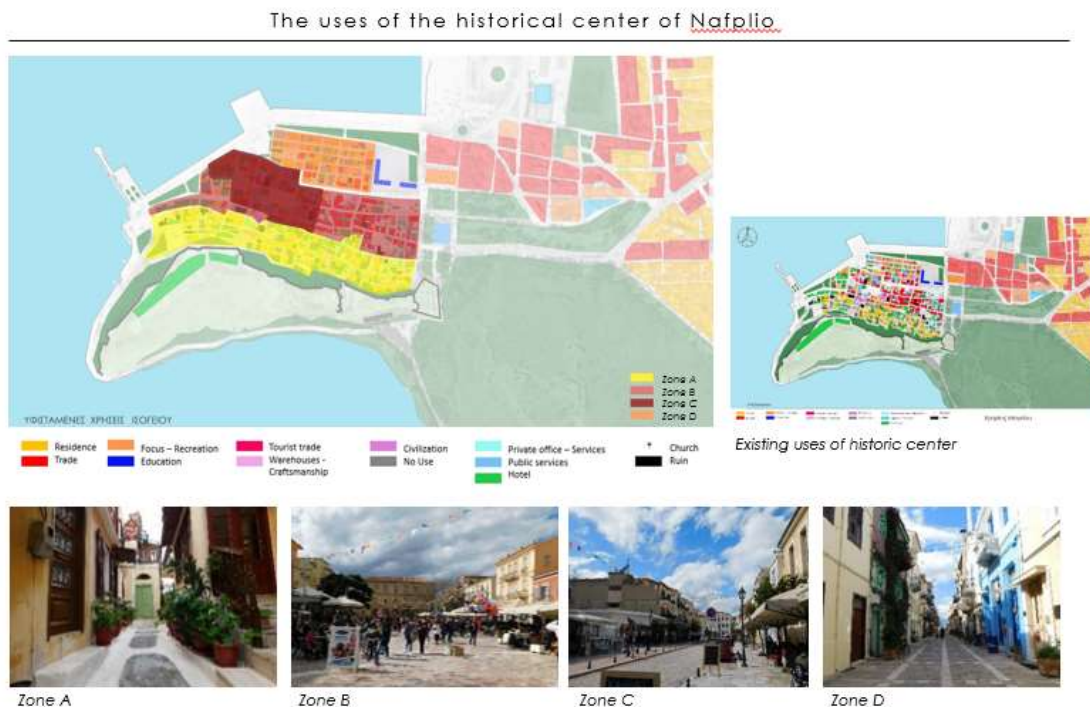 The uses of the historical center of Nafplio
Zone A
Zone B
Zone C
Zone D
ΥΦΙΣΤΑΜΕΝΕΣ ΧΡΗΣΕΙΣ ΙΣΟΓΕΙΟΥ
Residence
Trade
Focus – Recreation
Education
Tourist trade
Warehouses -
Craftsmanship
Civilization
No Use
Private office – Services
Public services
Hotel
Church
Ruin
Existing uses of historic center
Zone A
Zone B
Zone C
Zone D